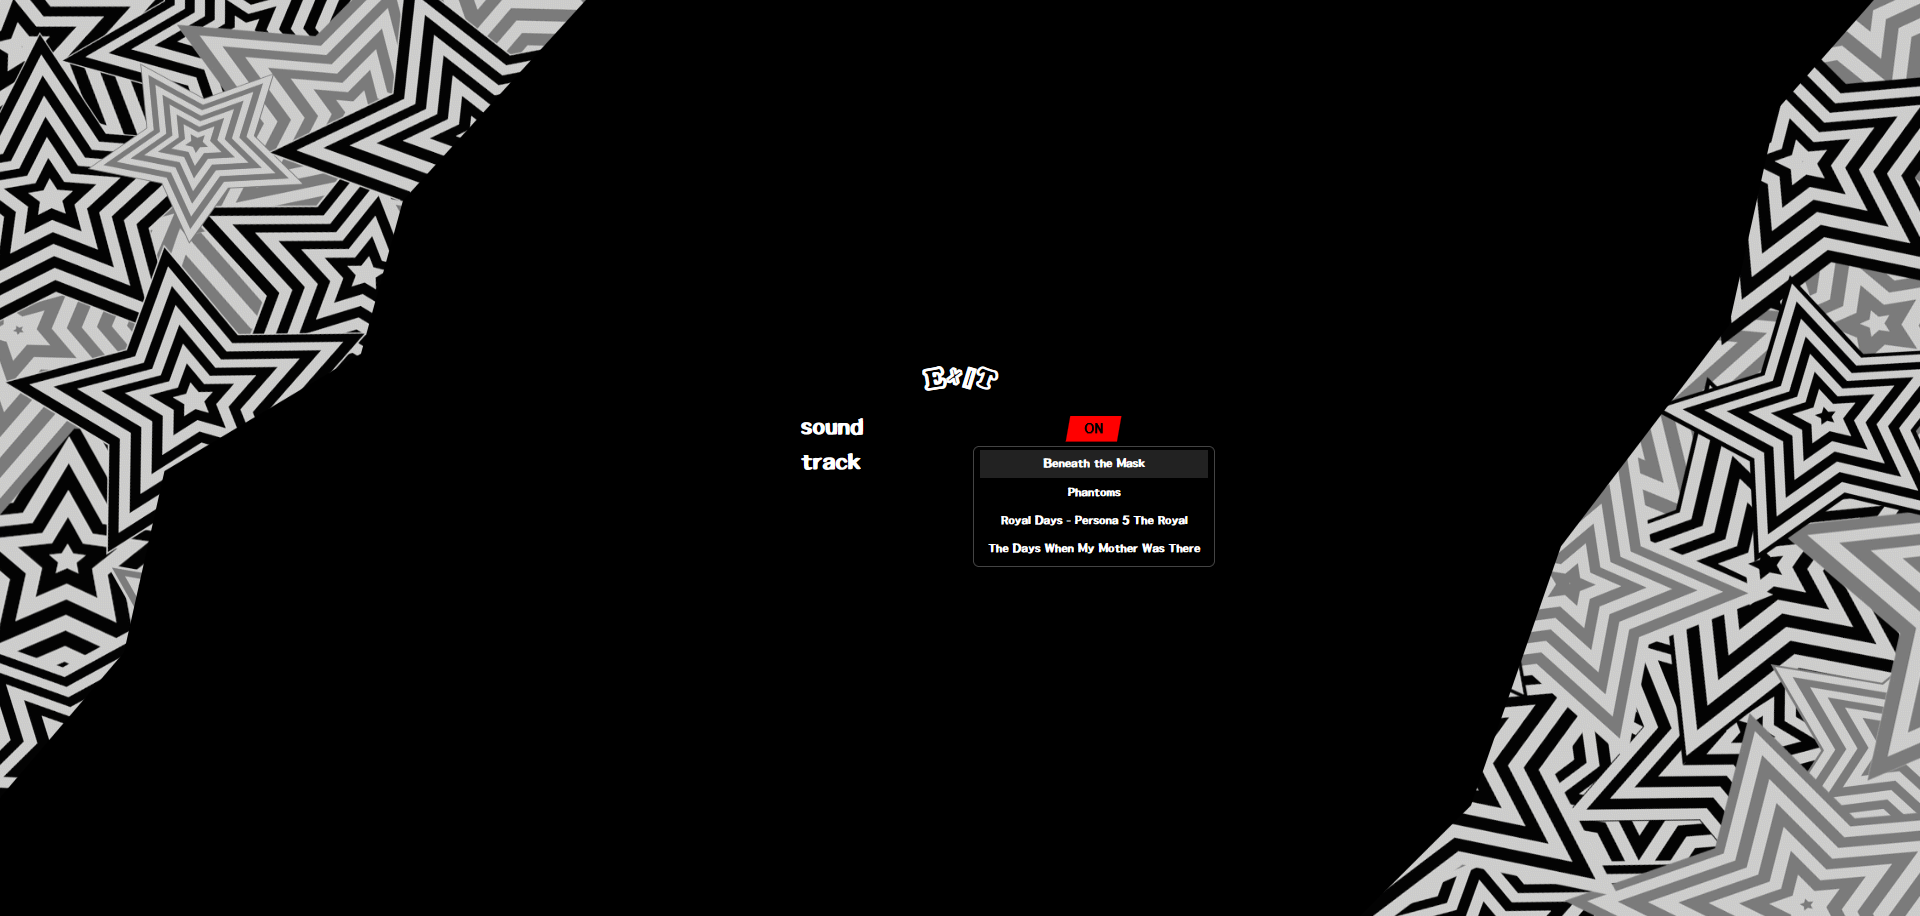 ExIT
sound ON
track
Beneath the Mask
Phantoms
Royal Days - Persona 5 The Royal
The Days When My Mother Was There